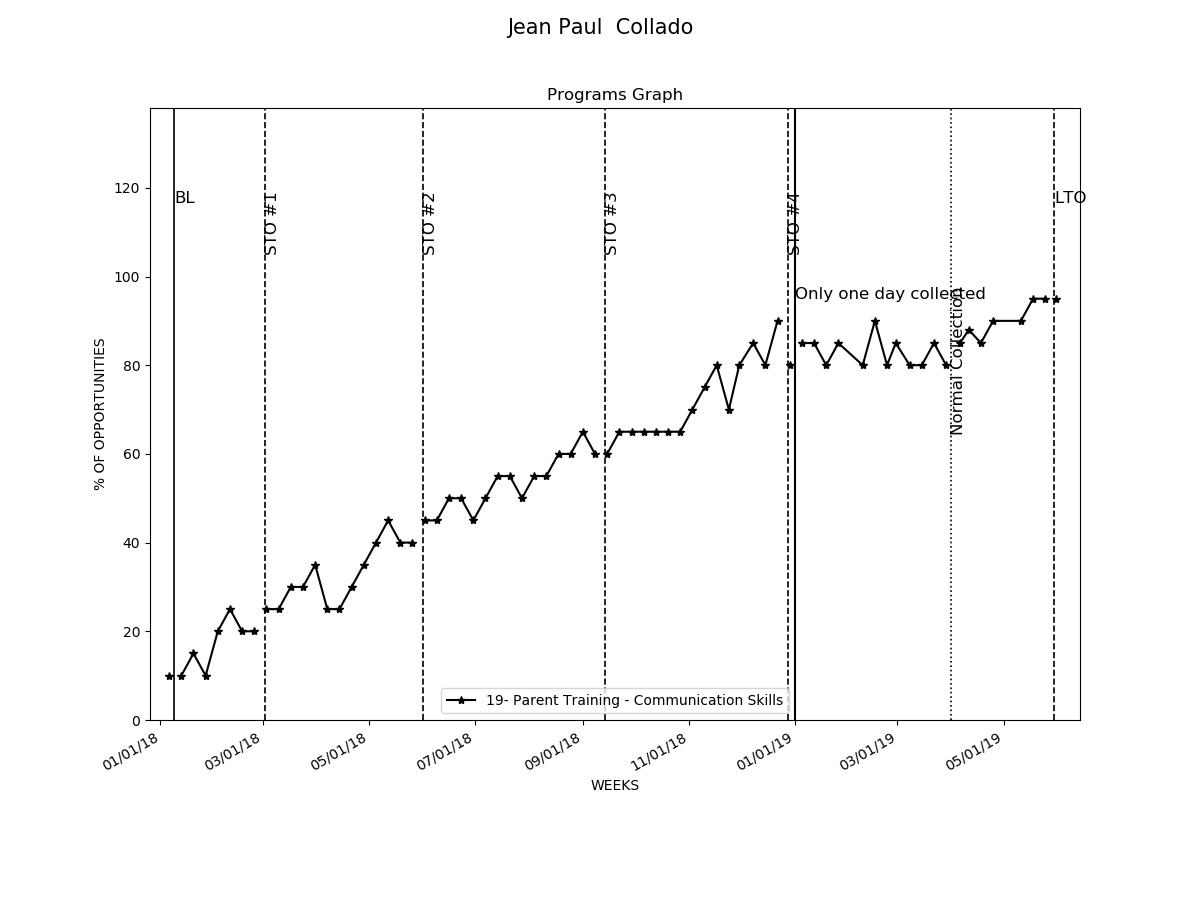 Jean Paul  Collado
Programs Graph
BL
STO #1
STO #2
STO #3
STO #4
Only one day collected
Normal Collection
LTO
% OF OPPORTUNITIES
120
100
80
60
40
20
0
19- Parent Training - Communication Skills
01/01/18
03/01/18
05/01/18
07/01/18
09/01/18
11/01/18
01/01/19
03/01/19
05/01/19
WEEKS